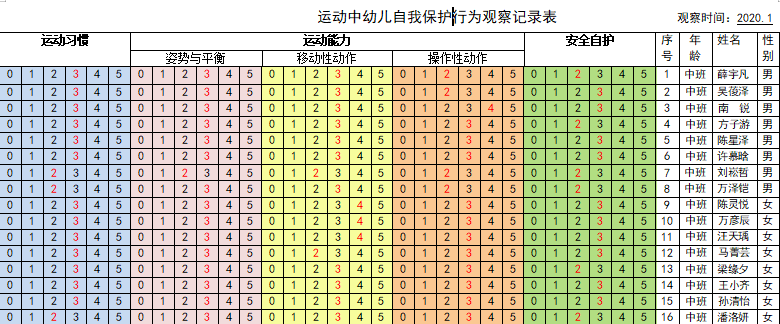 运动中幼儿自我保护行为观察记录表 观察时间：2020.1
运动习惯 运动能力 安全自护 序号 年龄 姓名 性别
姿势与平衡 移动性动作 操作性动作
0 1 2 3 4 5 0 1 2 3 4 5 0 1 2 3 4 5 0 1 2 3 4 5 0 1 2 3 4 5 1 中班 薛宇凡 男
0 1 2 3 4 5 0 1 2 3 4 5 0 1 2 3 4 5 0 1 2 3 4 5 0 1 2 3 4 5 2 中班 吴葰泽 男
0 1 2 3 4 5 0 1 2 3 4 5 0 1 2 3 4 5 0 1 2 3 4 5 0 1 2 3 4 5 3 中班 南 锐 男
0 1 2 3 4 5 0 1 2 3 4 5 0 1 2 3 4 5 0 1 2 3 4 5 0 1 2 3 4 5 4 中班 方子游 男
0 1 2 3 4 5 0 1 2 3 4 5 0 1 2 3 4 5 0 1 2 3 4 5 0 1 2 3 4 5 5 中班 陈星泽 男
0 1 2 3 4 5 0 1 2 3 4 5 0 1 2 3 4 5 0 1 2 3 4 5 0 1 2 3 4 5 6 中班 许慕晗 男
0 1 2 3 4 5 0 1 2 3 4 5 0 1 2 3 4 5 0 1 2 3 4 5 0 1 2 3 4 5 7 中班 刘崧哲 男
0 1 2 3 4 5 0 1 2 3 4 5 0 1 2 3 4 5 0 1 2 3 4 5 0 1 2 3 4 5 8 中班 万泽恺 男
0 1 2 3 4 5 0 1 2 3 4 5 0 1 2 3 4 5 0 1 2 3 4 5 0 1 2 3 4 5 9 中班 陈灵悦 女
0 1 2 3 4 5 0 1 2 3 4 5 0 1 2 3 4 5 0 1 2 3 4 5 0 1 2 3 4 5 10 中班 万彦辰 女
0 1 2 3 4 5 0 1 2 3 4 5 0 1 2 3 4 5 0 1 2 3 4 5 0 1 2 3 4 5 11 中班 汪天瑀 女
0 1 2 3 4 5 0 1 2 3 4 5 0 1 2 3 4 5 0 1 2 3 4 5 0 1 2 3 4 5 12 中班 马菁芸 女
0 1 2 3 4 5 0 1 2 3 4 5 0 1 2 3 4 5 0 1 2 3 4 5 0 1 2 3 4 5 13 中班 梁缘夕 女
0 1 2 3 4 5 0 1 2 3 4 5 0 1 2 3 4 5 0 1 2 3 4 5 0 1 2 3 4 5 14 中班 王小齐 女
0 1 2 3 4 5 0 1 2 3 4 5 0 1 2 3 4 5 0 1 2 3 4 5 0 1 2 3 4 5 15 中班 孙清怡 女
0 1 2 3 4 5 0 1 2 3 4 5 0 1 2 3 4 5 0 1 2 3 4 5 0 1 2 3 4 5 16 中班 潘洛妍 女